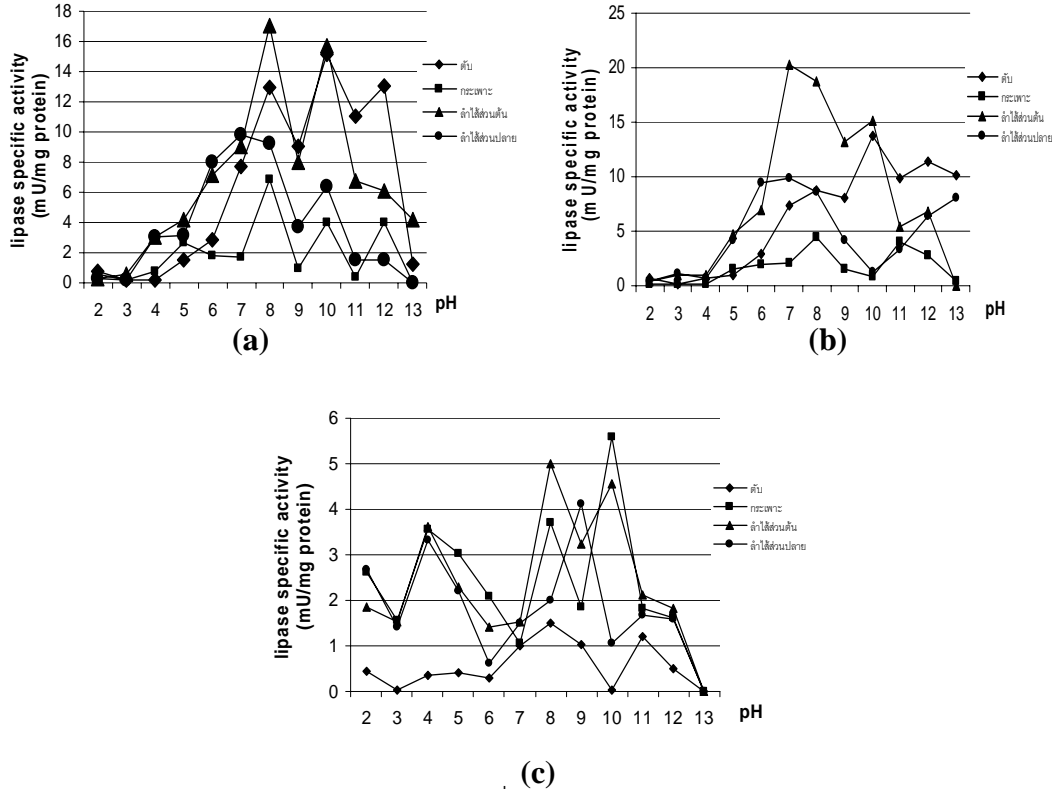 lipase specific activity
(m U/mg protein)
18
16
14
12
10
8
6
4
2
0
2 3 4 5 6 7 8 9 10 11 12 13
pH
ตับ
กระเพาะ
ลำไส้ส่วนต้น
ลำไส้ส่วนปลาย
(a)
lipase specific activity
(m U/mg protein)
25
20
15
10
5
0
2 3 4 5 6 7 8 9 10 11 12 13
pH
ตับ
กระเพาะ
ลำไส้ส่วนต้น
ลำไส้ส่วนปลาย
(b)
lipase specific activity
(mU/mg protein)
6
5
4
3
2
1
0
2 3 4 5 6 7 8 9 10 11 12 13
pH
ตับ
กระเพาะ
ลำไส้ส่วนต้น
ลำไส้ส่วนปลาย
(c)